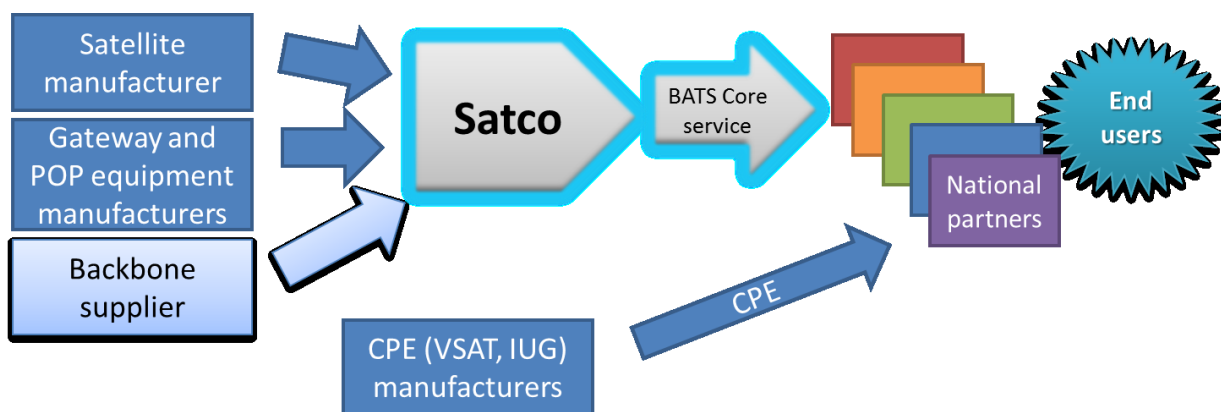 Satellite
manufacturer
Gateway and
POP equipment
manufacturers
Backbone
supplier
Satco
BATS Core
service
End
users
National
partners
CPE
CPE (VSAT, IUG)
manufacturers